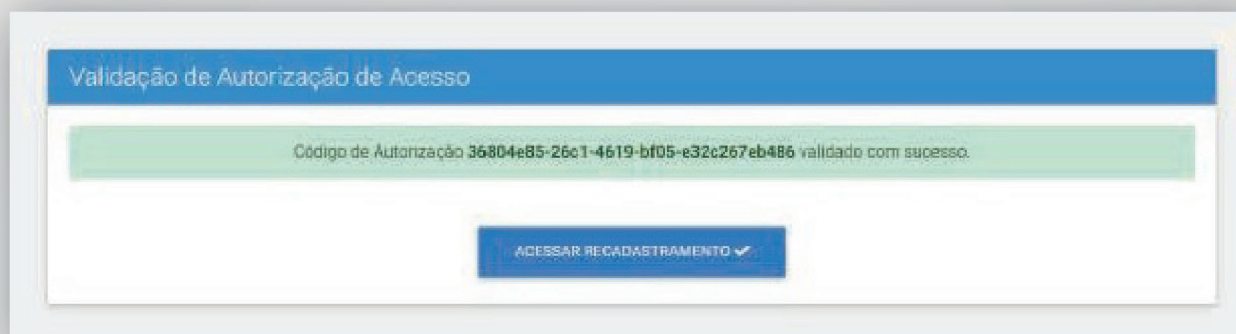 Validação de Autorização de Acesso
Código de Autorização 36804e85-26c1-4619-bf05-e32c267eb486 validado com sucesso.
ACESSAR RECADASTRAMENTO ✓